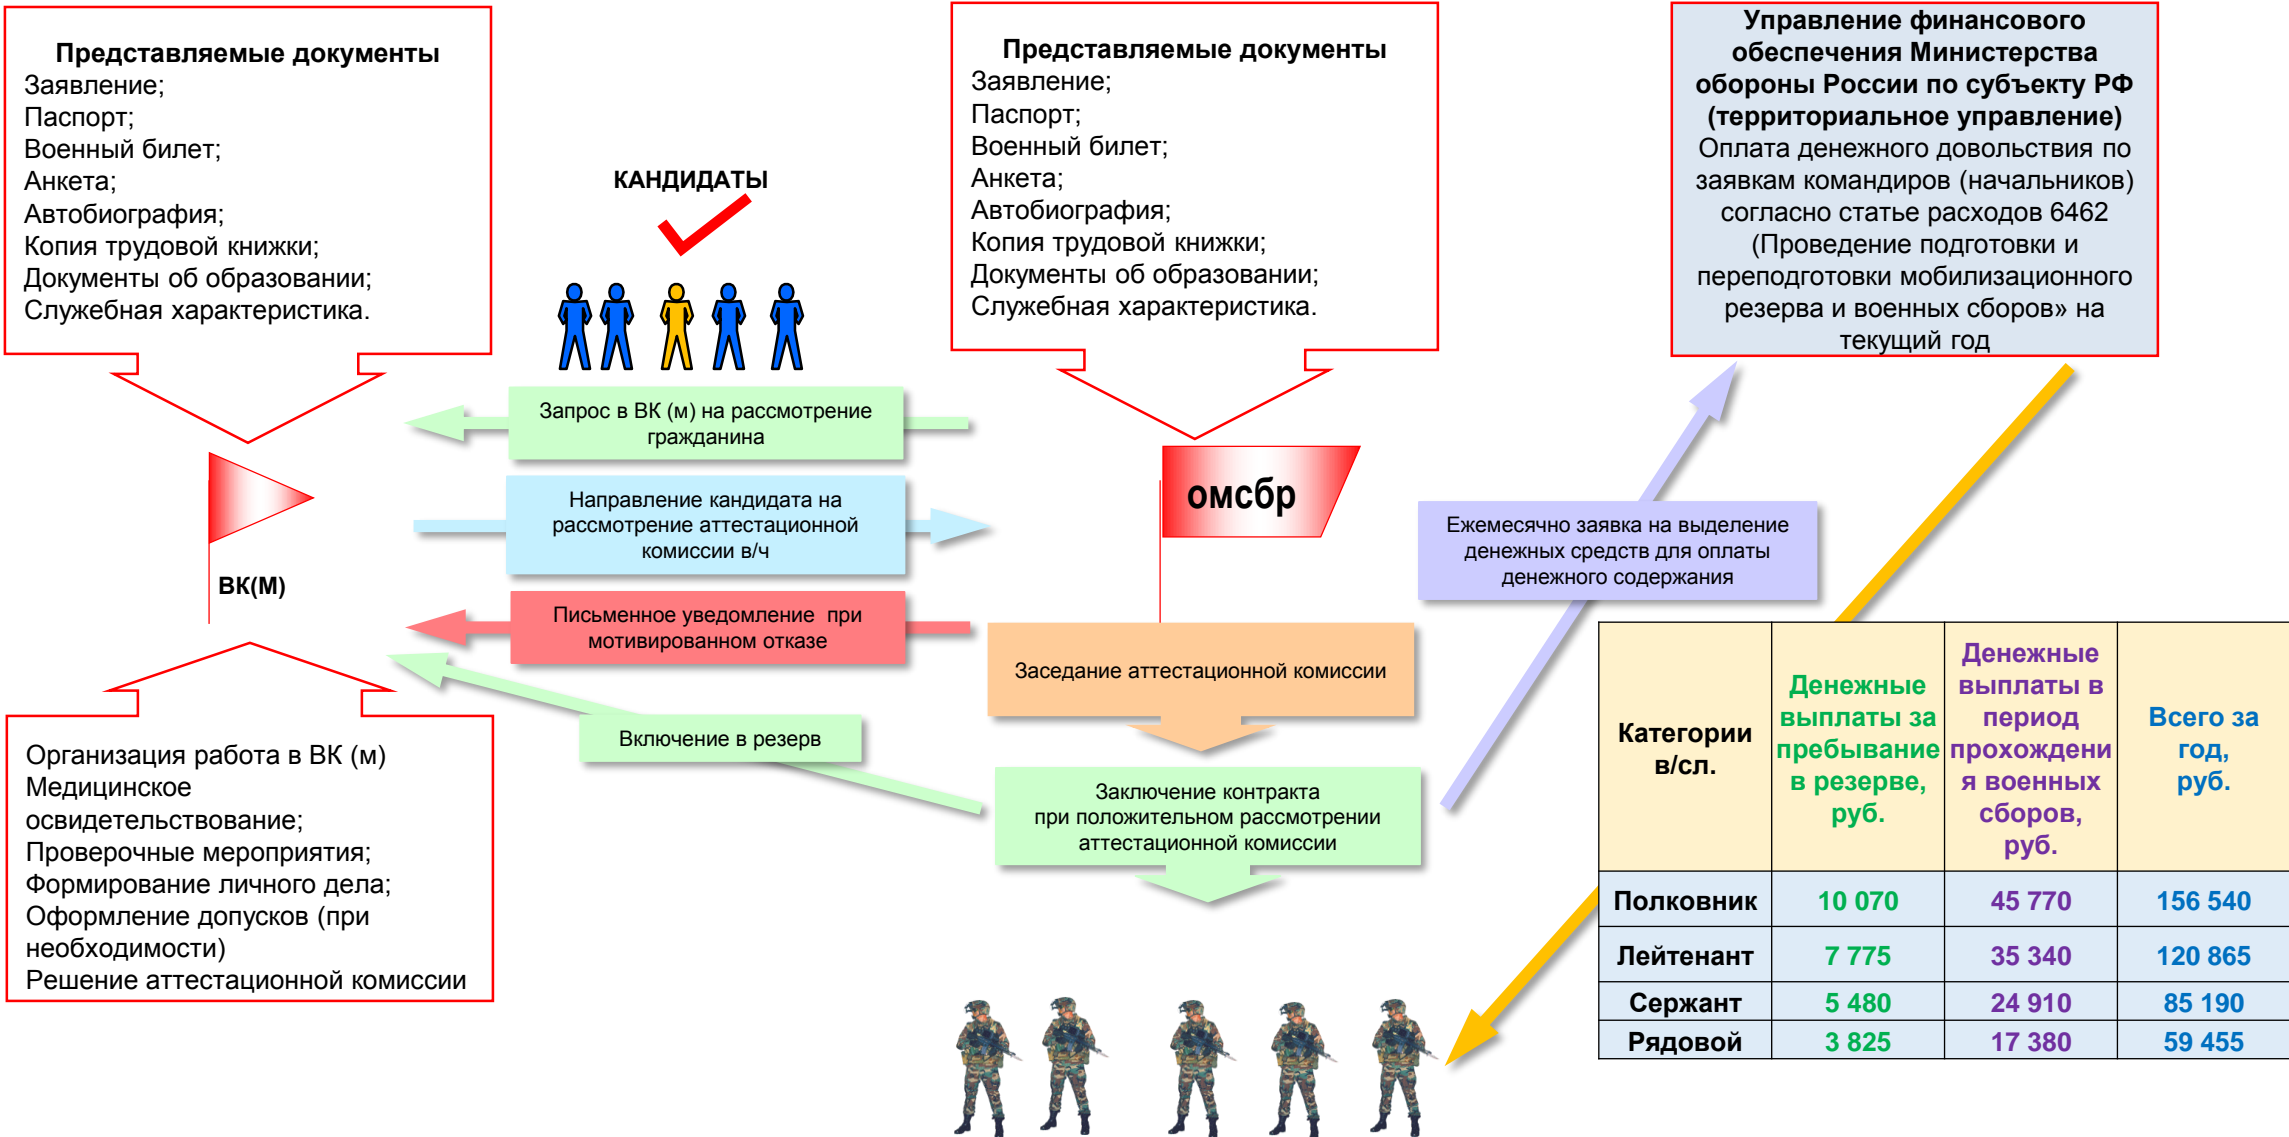 Представляемые документы
Заявление;
Паспорт;
Военный билет;
Анкета;
Автобиография;
Копия трудовой книжки;
Документы об образовании;
Служебная характеристика.
КАНДИДАТЫ
Представляемые документы
Заявление;
Паспорт;
Военный билет;
Анкета;
Автобиография;
Копия трудовой книжки;
Документы об образовании;
Служебная характеристика.
Управление финансового
обеспечения Министерства
обороны России по субъекту РФ
(территориальное управление)
Оплата денежного довольствия по
заявкам командиров (начальников)
согласно статье расходов 6462
(Проведение подготовки и
переподготовки мобилизационного
резерва и военных сборов» на
текущий год
Запрос в ВК (м) на рассмотрение
гражданина
Направление кандидата на
рассмотрение аттестационной
комиссии в/ч
Письменное уведомление при
мотивированном отказе
Включение в резерв
ВК(М)
омсбр
Заседание аттестационной комиссии
Заключение контракта
при положительном рассмотрении
аттестационной комиссии
Ежемесячно заявка на выделение
денежных средств для оплаты
денежного содержания
Организация работа в ВК (м)
Медицинское
освидетельствование;
Проверочные мероприятия;
Формирование личного дела;
Оформление допусков (при
необходимости)
Решение аттестационной комиссии
Категории
в/сл.
Денежные
выплаты за
пребывание
в резерве,
руб.
Денежные
выплаты в
период
прохождени
я военных
сборов,
руб.
Всего за
год,
руб.
Полковник 10 070 45 770 156 540
Лейтенант 7 775 35 340 120 865
Сержант 5 480 24 910 85 190
Рядовой 3 825 17 380 59 455